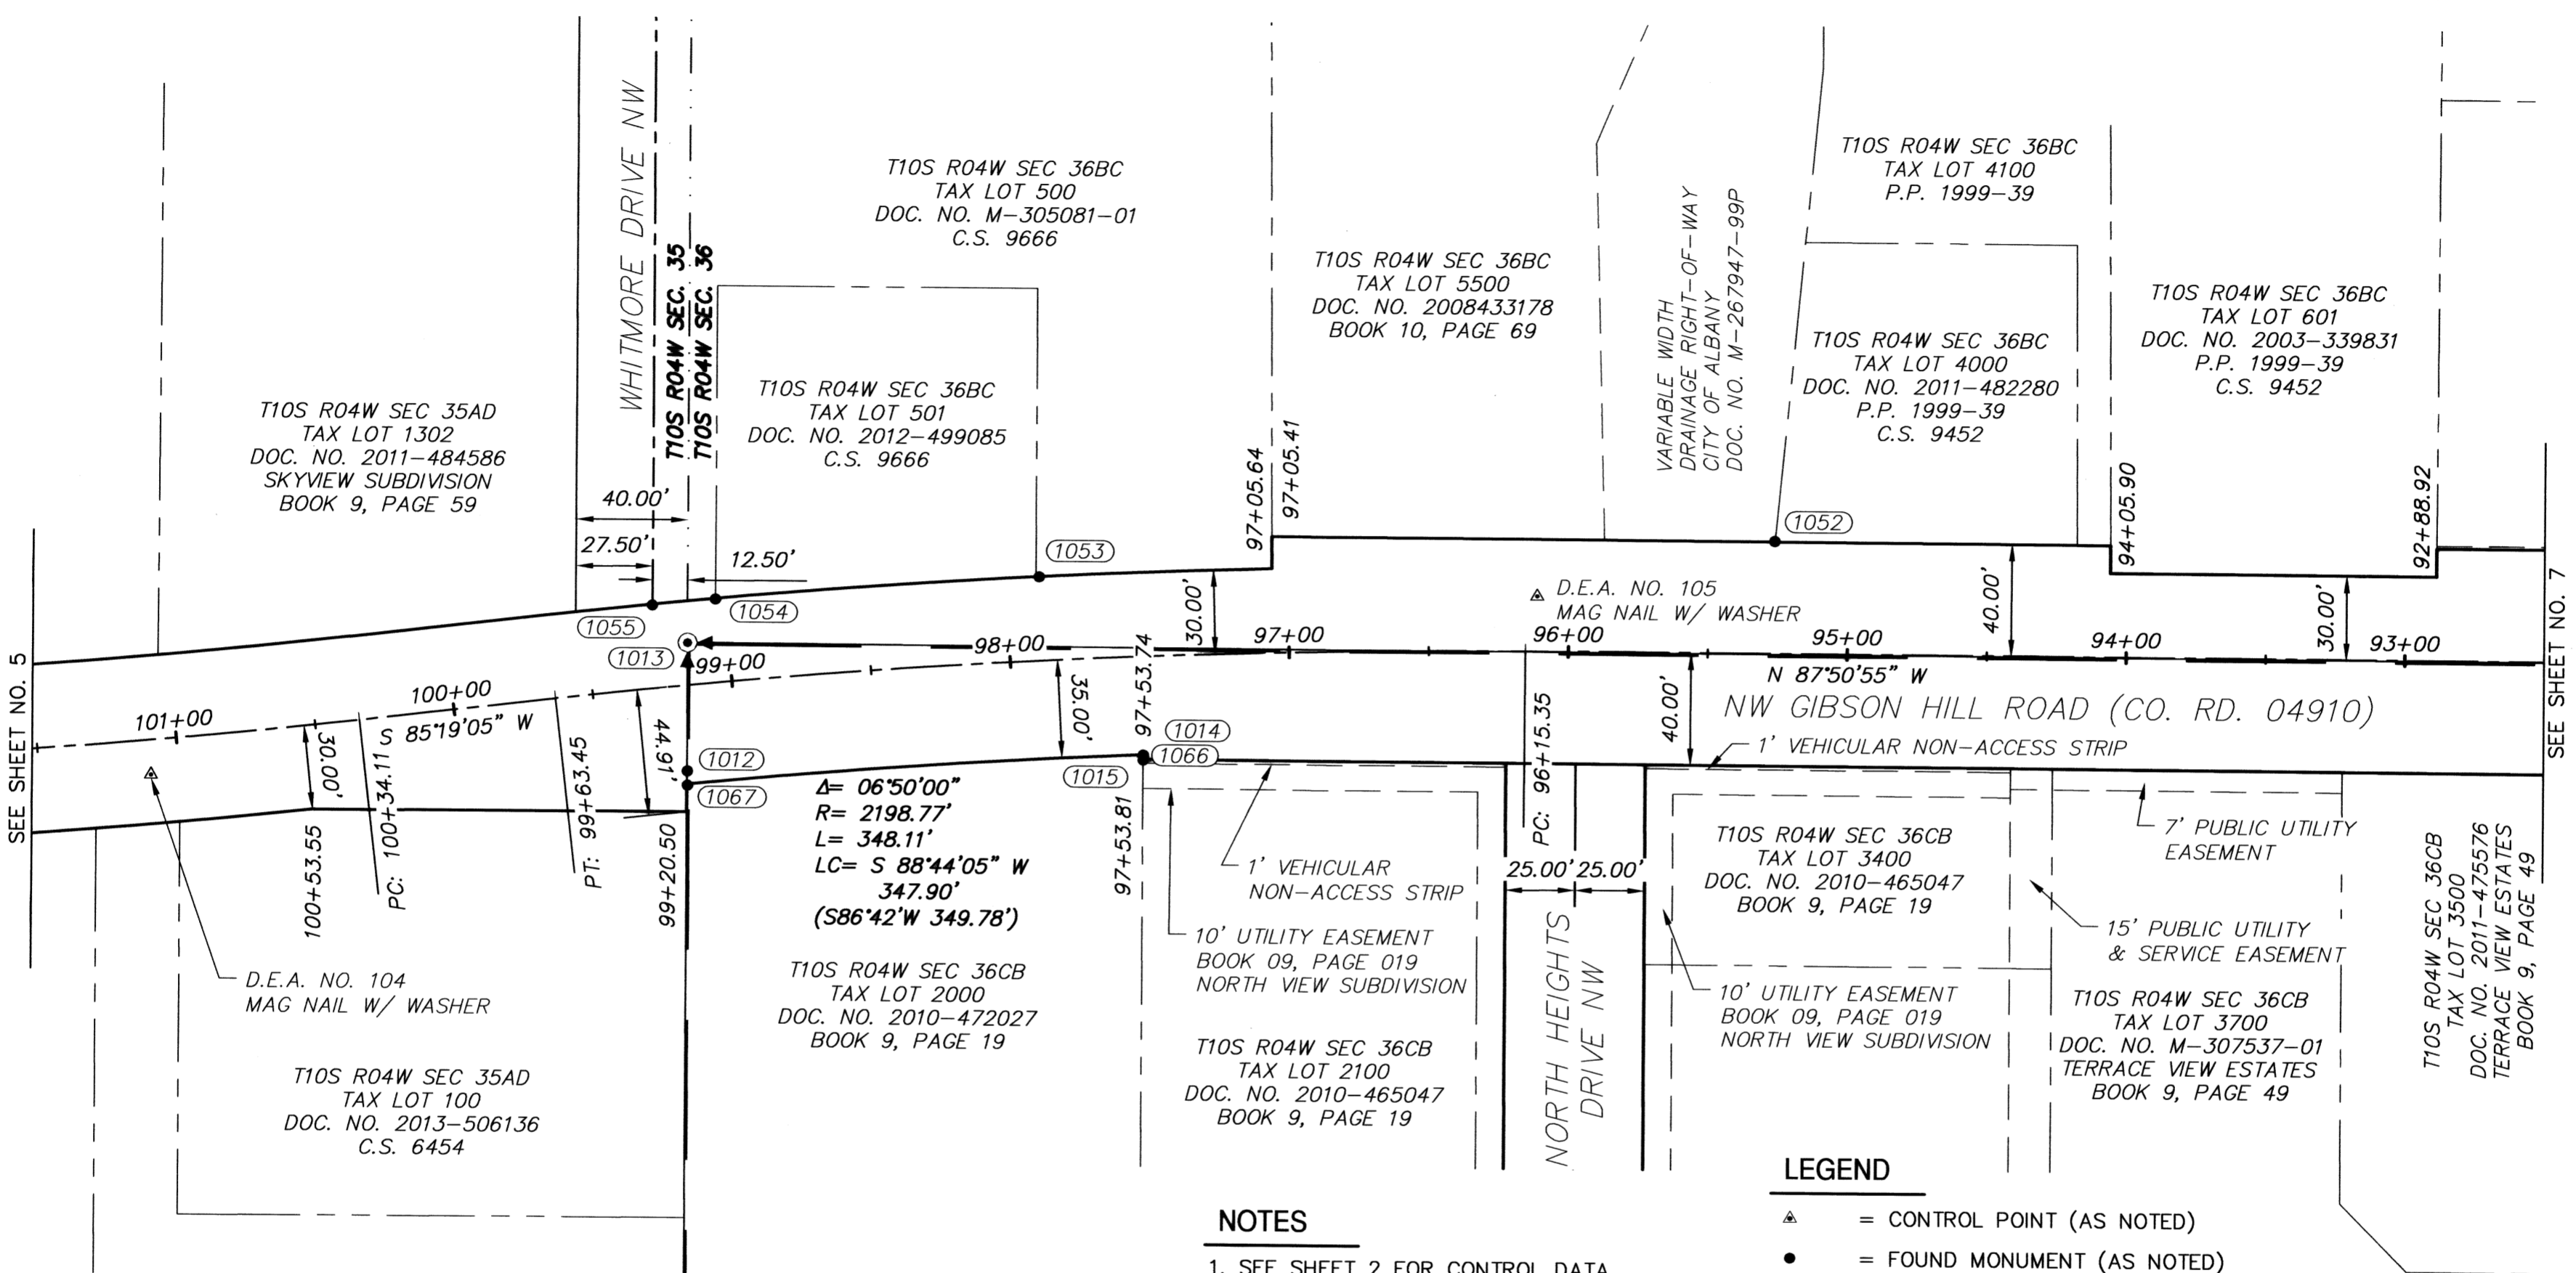 WHITMORE DRIVE NW
T10S R04W SEC. 35
T10S R04W SEC. 36
T10S R04W SEC 36BC
TAX LOT 500
DOC. NO. M-305081-01
C.S. 9666
T10S R04W SEC 36BC
TAX LOT 5500
DOC. NO. 2008433178
BOOK 10, PAGE 69
VARIABLE WIDTH
DRAINAGE RIGHT-OF-WAY
CITY OF ALBANY
DOC. NO. M-267947-99P
T10S R04W SEC 36BC
TAX LOT 4100
P.P. 1999-39
T10S R04W SEC 36BC
TAX LOT 4000
DOC. NO. 2011-482280
P.P. 1999-39
C.S. 9452
T10S R04W SEC 36BC
TAX LOT 601
DOC. NO. 2003-339831
P.P. 1999-39
C.S. 9452
T10S R04W SEC 35AD
TAX LOT 1302
DOC. NO. 2011-484586
SKYVIEW SUBDIVISION
BOOK 9, PAGE 59
T10S R04W SEC 36BC
TAX LOT 501
DOC. NO. 2012-499085
C.S. 9666
40.00'
27.50'
12.50'
97+05.64
97+05.41
94+05.90
92+88.92
1055
1054
1053
1052
SEE SHEET NO. 5
SEE SHEET NO. 7
D.E.A. NO. 105
MAG NAIL W/ WASHER
30.00'
40.00'
30.00'
1013
101+00
100+00
99+00
98+00
97+00
96+00
95+00
94+00
93+00
S 85°19'05" W
N 87°50'55" W
NW GIBSON HILL ROAD (CO. RD. 04910)
30.00'
44.91'
35.00'
40.00'
97+53.74
1012
1067
1014
1066
1015
1' VEHICULAR NON-ACCESS STRIP
100+53.55
PC: 100+34.11
PT: 99+63.45
99+20.50
97+53.81
PC: 96+15.35
Δ= 06°50'00"
R= 2198.77'
L= 348.11'
LC= S 88°44'05" W
347.90'
(S86°42'W 349.78')
1' VEHICULAR
NON-ACCESS STRIP
25.00'
25.00'
T10S R04W SEC 36CB
TAX LOT 3400
DOC. NO. 2010-465047
BOOK 9, PAGE 19
7' PUBLIC UTILITY
EASEMENT
15' PUBLIC UTILITY
& SERVICE EASEMENT
D.E.A. NO. 104
MAG NAIL W/ WASHER
T10S R04W SEC 36CB
TAX LOT 2000
DOC. NO. 2010-472027
BOOK 9, PAGE 19
10' UTILITY EASEMENT
BOOK 09, PAGE 019
NORTH VIEW SUBDIVISION
NORTH HEIGHTS
DRIVE NW
10' UTILITY EASEMENT
BOOK 09, PAGE 019
NORTH VIEW SUBDIVISION
T10S R04W SEC 36CB
TAX LOT 3700
DOC. NO. M-307537-01
TERRACE VIEW ESTATES
BOOK 9, PAGE 49
T10S R04W SEC 36CB
TAX LOT 3500
DOC. NO. 2011-475576
TERRACE VIEW ESTATES
BOOK 9, PAGE 49
T10S R04W SEC 35AD
TAX LOT 100
DOC. NO. 2013-506136
C.S. 6454
T10S R04W SEC 36CB
TAX LOT 2100
DOC. NO. 2010-465047
BOOK 9, PAGE 19
NOTES
1. SEE SHEET 2 FOR CONTROL DATA
LEGEND
= CONTROL POINT (AS NOTED)
= FOUND MONUMENT (AS NOTED)